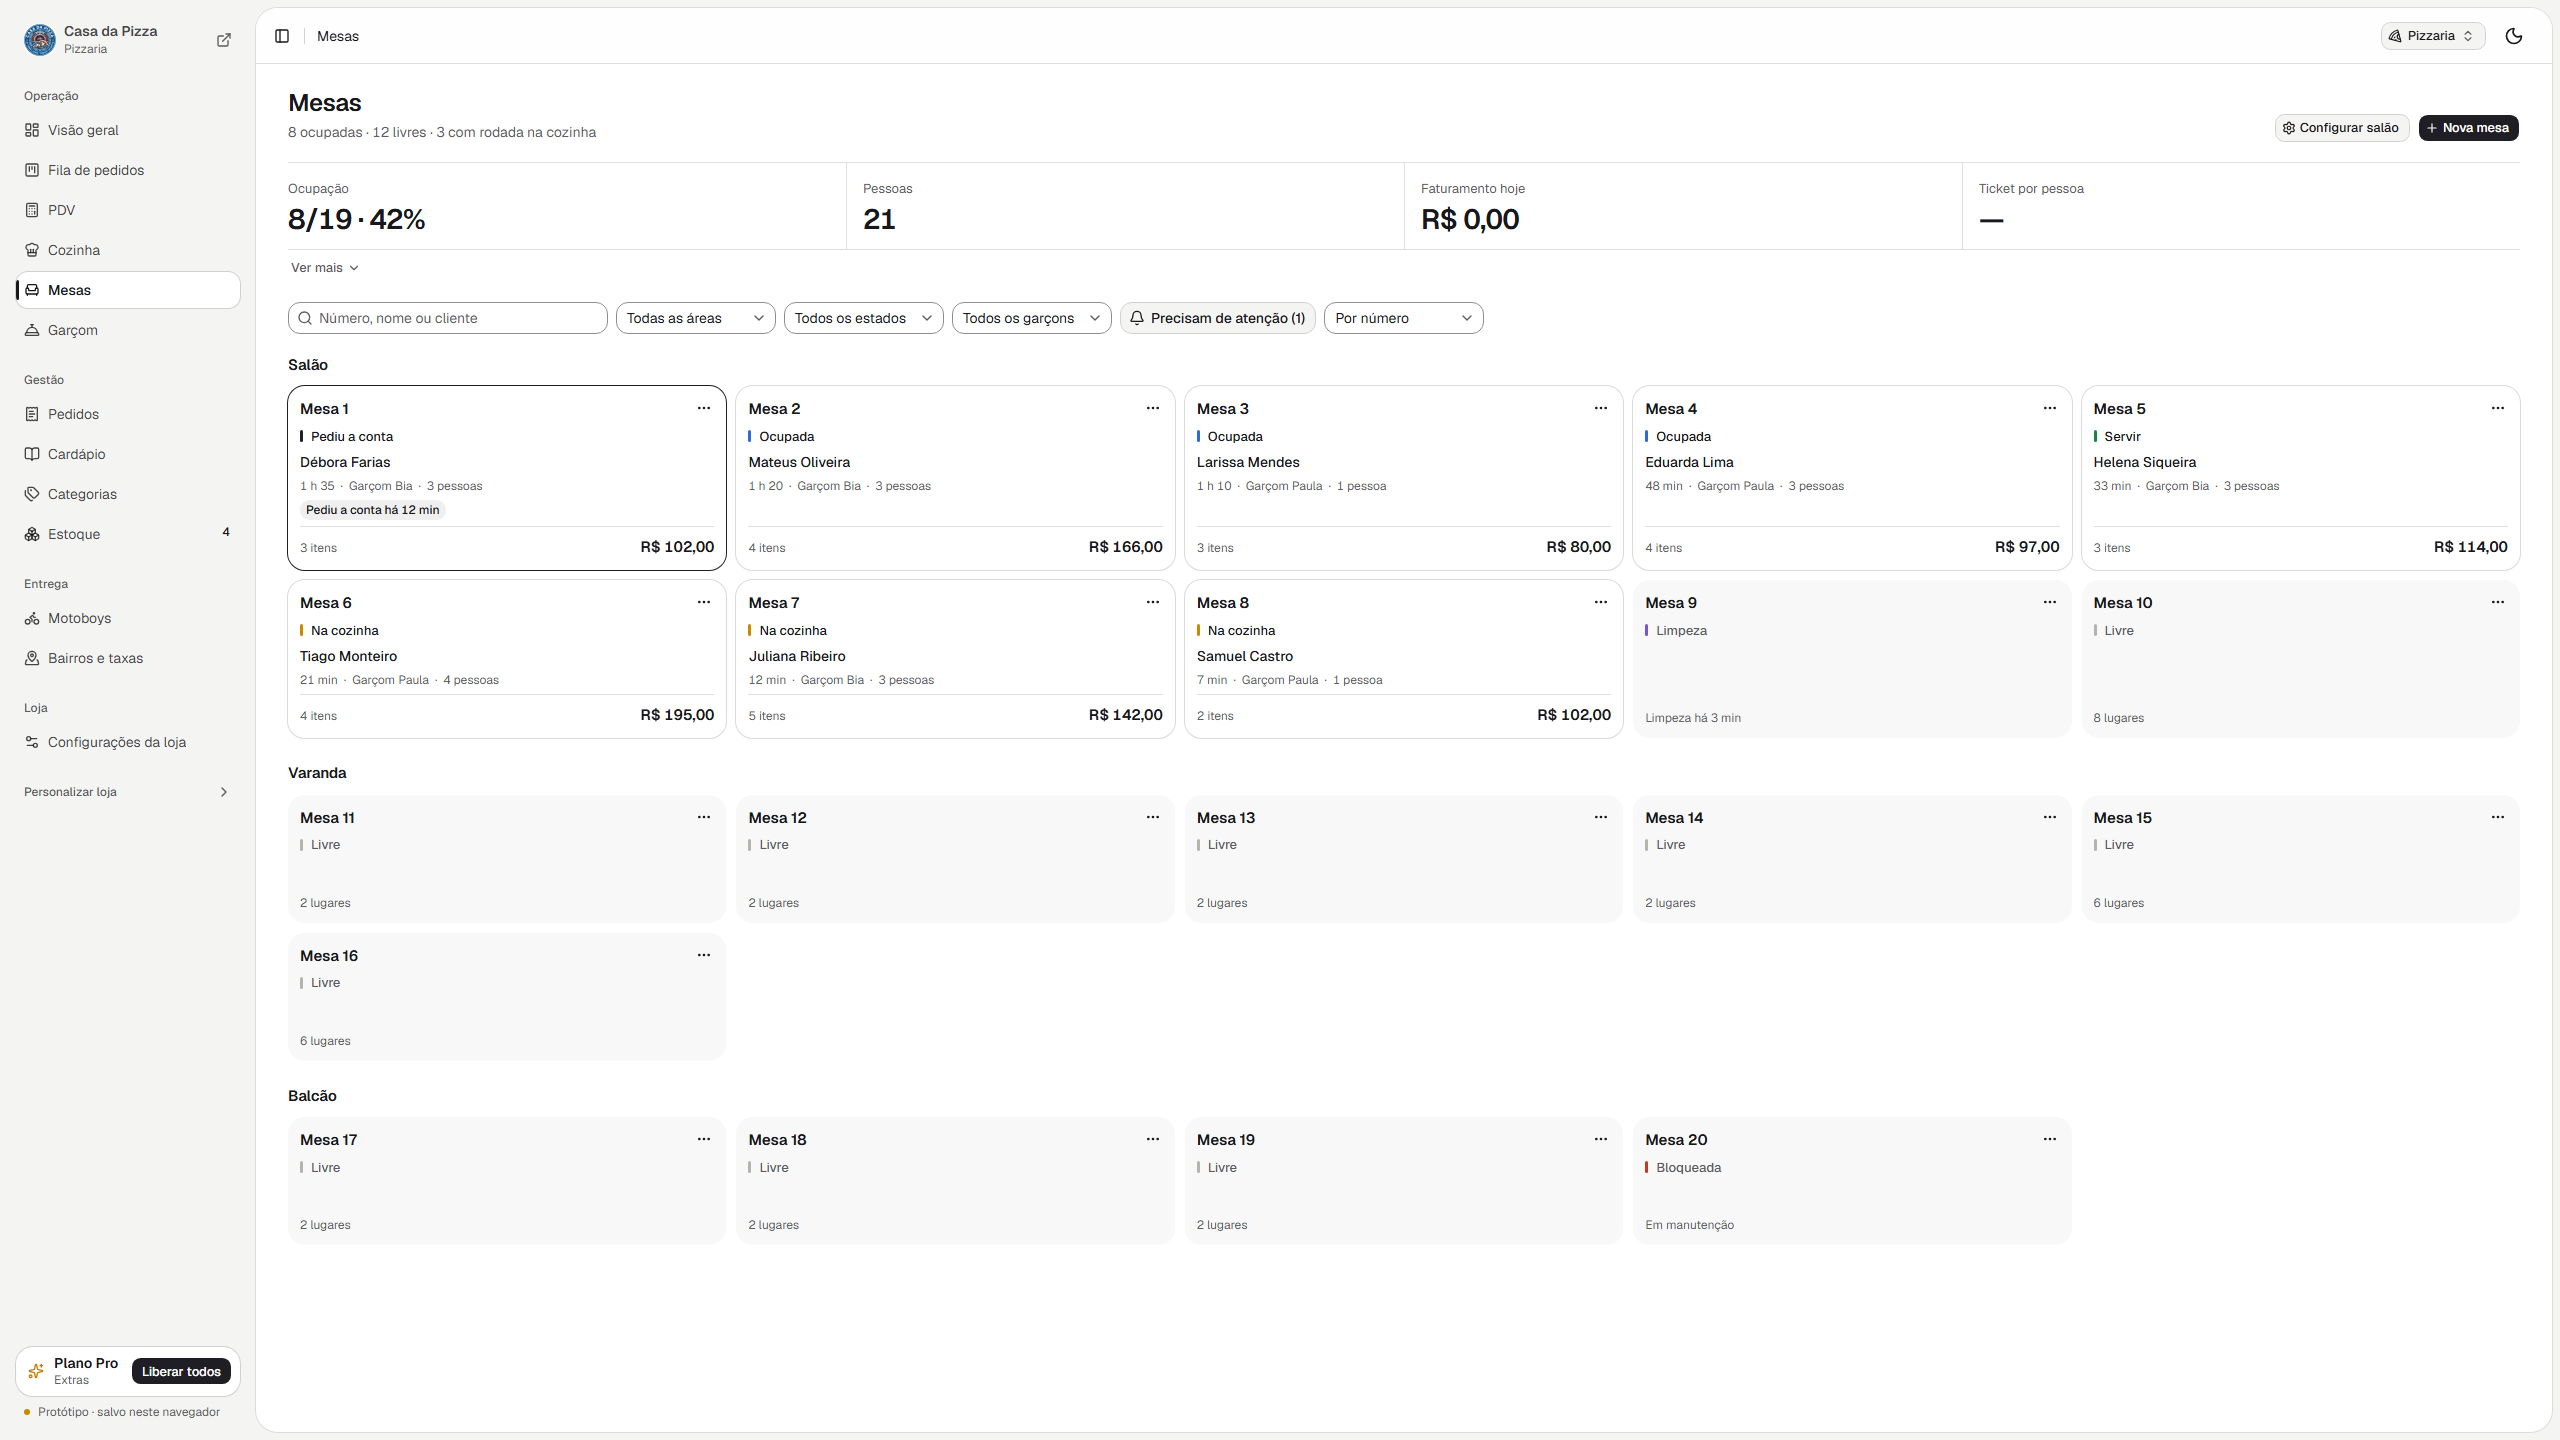 Casa da Pizza
Pizzaria
Operação
Visão geral
Fila de pedidos
PDV
Cozinha
Mesas
Garçom
Gestão
Pedidos
Cardápio
Categorias
Estoque 4
Entrega
Motoboys
Bairros e taxas
Loja
Configurações da loja
Personalizar loja
Plano Pro
Extras
Liberar todos
Protótipo · salvo neste navegador
Mesas
Pizzaria
Mesas
8 ocupadas · 12 livres · 3 com rodada na cozinha
Configurar salão
+ Nova mesa
Ocupação
8/19 · 42%
Pessoas
21
Faturamento hoje
R$ 0,00
Ticket por pessoa
—
Ver mais
Número, nome ou cliente
Todas as áreas
Todos os estados
Todos os garçons
Precisam de atenção (1)
Por número
Salão
Mesa 1
Pediu a conta
Débora Farias
1 h 35 · Garçom Bia · 3 pessoas
Pediu a conta há 12 min
3 itens R$ 102,00
Mesa 2
Ocupada
Mateus Oliveira
1 h 20 · Garçom Bia · 3 pessoas
4 itens R$ 166,00
Mesa 3
Ocupada
Larissa Mendes
1 h 10 · Garçom Paula · 1 pessoa
3 itens R$ 80,00
Mesa 4
Ocupada
Eduarda Lima
48 min · Garçom Paula · 3 pessoas
4 itens R$ 97,00
Mesa 5
Servir
Helena Siqueira
33 min · Garçom Bia · 3 pessoas
3 itens R$ 114,00
Mesa 6
Na cozinha
Tiago Monteiro
21 min · Garçom Paula · 4 pessoas
4 itens R$ 195,00
Mesa 7
Na cozinha
Juliana Ribeiro
12 min · Garçom Bia · 3 pessoas
5 itens R$ 142,00
Mesa 8
Na cozinha
Samuel Castro
7 min · Garçom Paula · 1 pessoa
2 itens R$ 102,00
Mesa 9
Limpeza
Limpeza há 3 min
Mesa 10
Livre
8 lugares
Varanda
Mesa 11
Livre
2 lugares
Mesa 12
Livre
2 lugares
Mesa 13
Livre
2 lugares
Mesa 14
Livre
2 lugares
Mesa 15
Livre
6 lugares
Mesa 16
Livre
6 lugares
Balcão
Mesa 17
Livre
2 lugares
Mesa 18
Livre
2 lugares
Mesa 19
Livre
2 lugares
Mesa 20
Bloqueada
Em manutenção